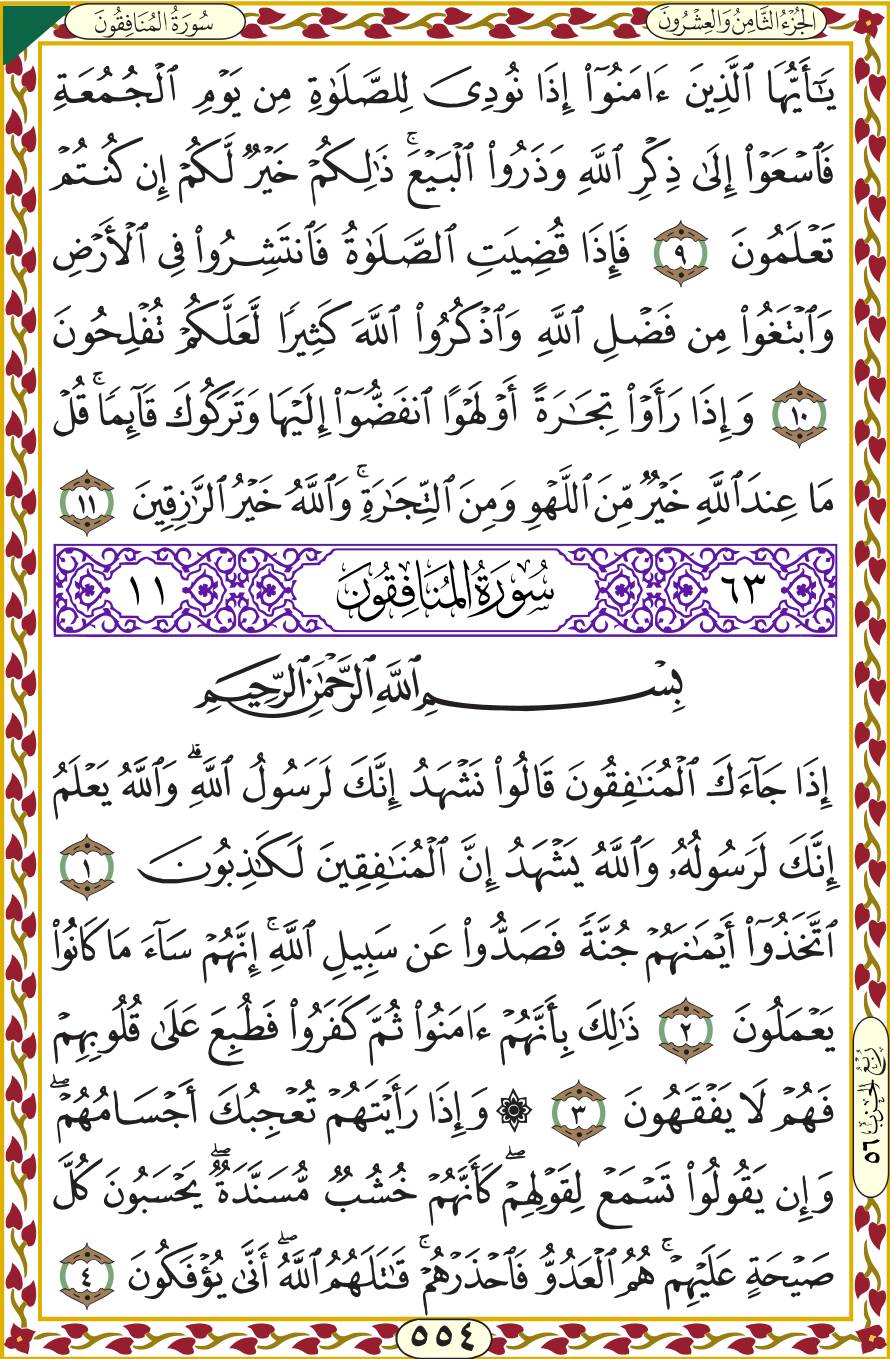 الجُزْءُ الثَّامِنُ وَالعِشْرُونَ
سُورَةُ المُنَافِقُونَ
يَٰٓأَيُّهَا ٱلَّذِينَ ءَامَنُوٓا۟ إِذَا نُودِىَ لِلصَّلَوٰةِ مِن يَوْمِ ٱلْجُمُعَةِ
فَٱسْعَوْا۟ إِلَىٰ ذِكْرِ ٱللَّهِ وَذَرُوا۟ ٱلْبَيْعَ ۚ ذَٰلِكُمْ خَيْرٌ لَّكُمْ إِن كُنتُمْ
تَعْلَمُونَ ٩ فَإِذَا قُضِيَتِ ٱلصَّلَوٰةُ فَٱنتَشِرُوا۟ فِى ٱلْأَرْضِ
وَٱبْتَغُوا۟ مِن فَضْلِ ٱللَّهِ وَٱذْكُرُوا۟ ٱللَّهَ كَثِيرًا لَّعَلَّكُمْ تُفْلِحُونَ
١٠ وَإِذَا رَأَوْا۟ تِجَٰرَةً أَوْ لَهْوًا ٱنفَضُّوٓا۟ إِلَيْهَا وَتَرَكُوكَ قَآئِمًا ۚ قُلْ
مَا عِندَ ٱللَّهِ خَيْرٌ مِّنَ ٱللَّهْوِ وَمِنَ ٱلتِّجَٰرَةِ ۚ وَٱللَّهُ خَيْرُ ٱلرَّٰزِقِينَ ١١
٦٣ سُورَةُ المُنَافِقُونَ ١١
بِسْمِ ٱللَّهِ ٱلرَّحْمَٰنِ ٱلرَّحِيمِ
إِذَا جَآءَكَ ٱلْمُنَٰفِقُونَ قَالُوا۟ نَشْهَدُ إِنَّكَ لَرَسُولُ ٱللَّهِ ۗ وَٱللَّهُ يَعْلَمُ
إِنَّكَ لَرَسُولُهُۥ وَٱللَّهُ يَشْهَدُ إِنَّ ٱلْمُنَٰفِقِينَ لَكَٰذِبُونَ ١
ٱتَّخَذُوٓا۟ أَيْمَٰنَهُمْ جُنَّةً فَصَدُّوا۟ عَن سَبِيلِ ٱللَّهِ ۚ إِنَّهُمْ سَآءَ مَا كَانُوا۟
يَعْمَلُونَ ٢ ذَٰلِكَ بِأَنَّهُمْ ءَامَنُوا۟ ثُمَّ كَفَرُوا۟ فَطُبِعَ عَلَىٰ قُلُوبِهِمْ
فَهُمْ لَا يَفْقَهُونَ ٣ ۞ وَإِذَا رَأَيْتَهُمْ تُعْجِبُكَ أَجْسَامُهُمْ ۖ
وَإِن يَقُولُوا۟ تَسْمَعْ لِقَوْلِهِمْ ۖ كَأَنَّهُمْ خُشُبٌ مُّسَنَّدَةٌ ۖ يَحْسَبُونَ كُلَّ
صَيْحَةٍ عَلَيْهِمْ ۚ هُمُ ٱلْعَدُوُّ فَٱحْذَرْهُمْ ۚ قَٰتَلَهُمُ ٱللَّهُ ۖ أَنَّىٰ يُؤْفَكُونَ ٤
رُبْعُ الحِزْبِ ٥٦
٥٥٤